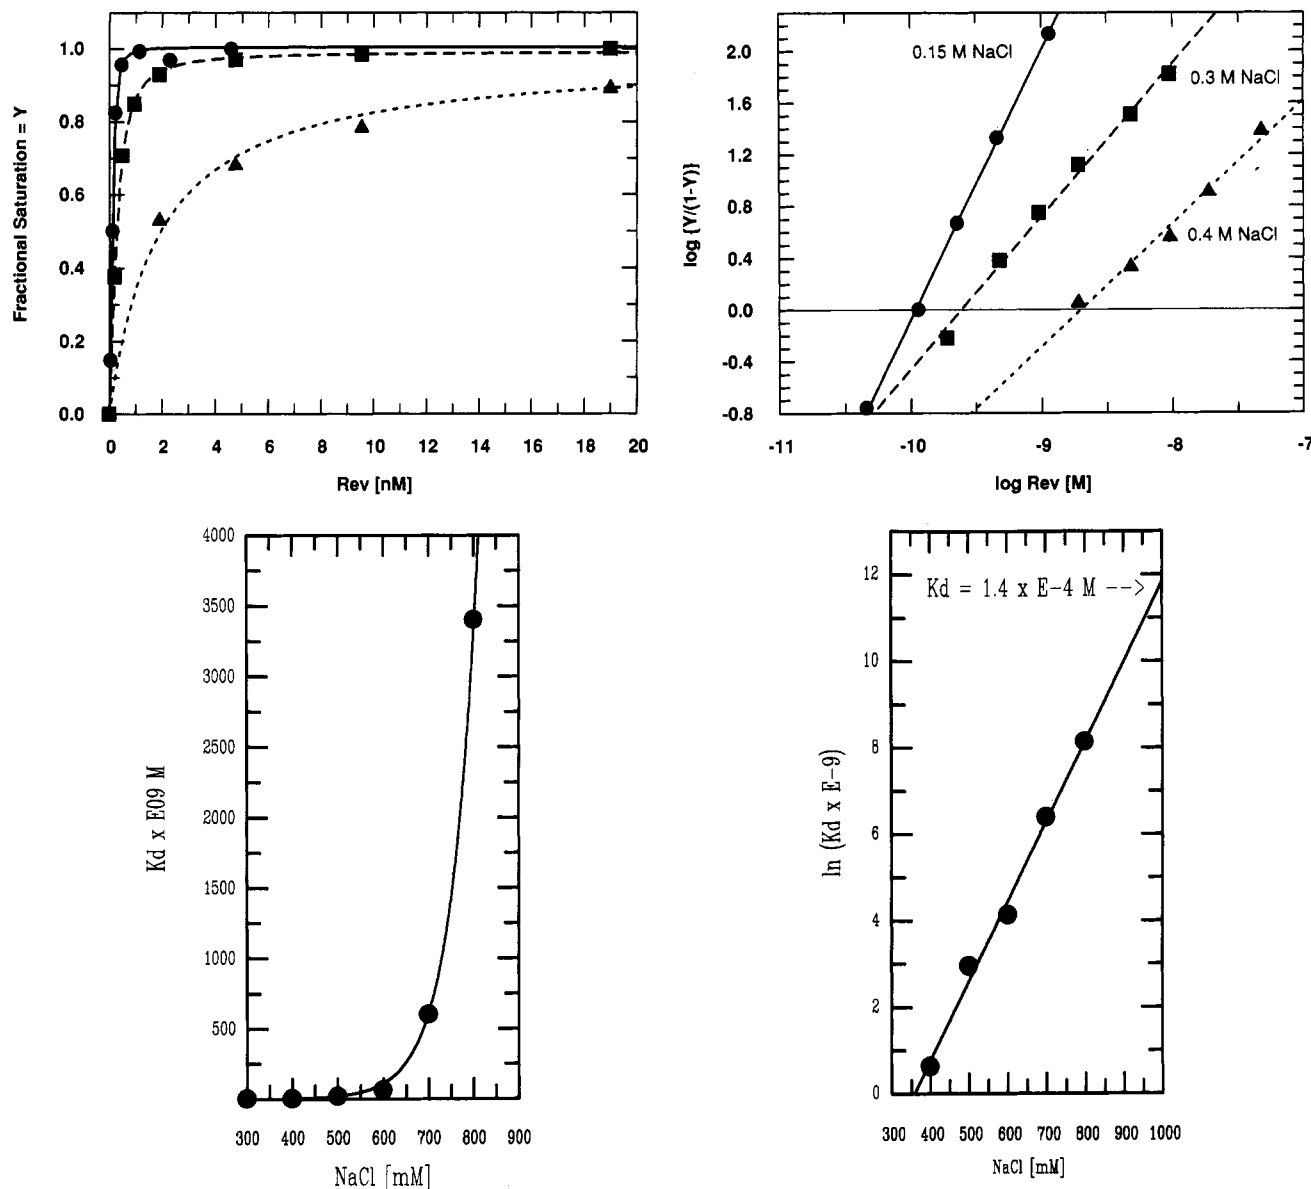 Fractional Saturation = Y
1.0
0.8
0.6
0.4
0.2
0.0
0 2 4 6 8 10 12 14 16 18 20
Rev [nM]
log {Y/(1-Y)}
2.0
1.6
1.2
0.8
0.4
0.0
-0.4
-0.8
0.15 M NaCl
0.3 M NaCl
0.4 M NaCl
-11 -10 -9 -8 -7
log Rev [M]
Kd x E09 M
4000
3500
3000
2500
2000
1500
1000
500
300 400 500 600 700 800 900
NaCl [mM]
ln (Kd x E-9)
12
10
8
6
4
2
0
Kd = 1.4 x E-4 M -->
300 400 500 600 700 800 900 1000
NaCl [mM]